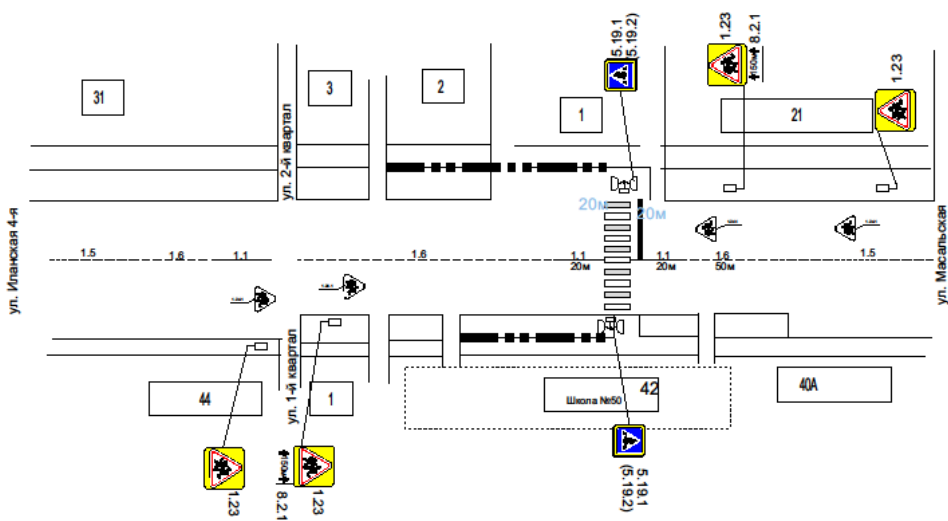 5.19.1
(5.19.2)
1.23
8.2.1
150м
1.23
31
3
2
1
21
ул. 2-й квартал
20м
20м
ул. Иланская 4-я
ул. Масальская
1.5
1.6
1.1
1.6
1.1
20м
1.1
20м
1.6
50м
1.5
ул. 1-й квартал
44
1
42
Школа №50
40А
1.23
150м
8.2.1
1.23
5.19.1
(5.19.2)